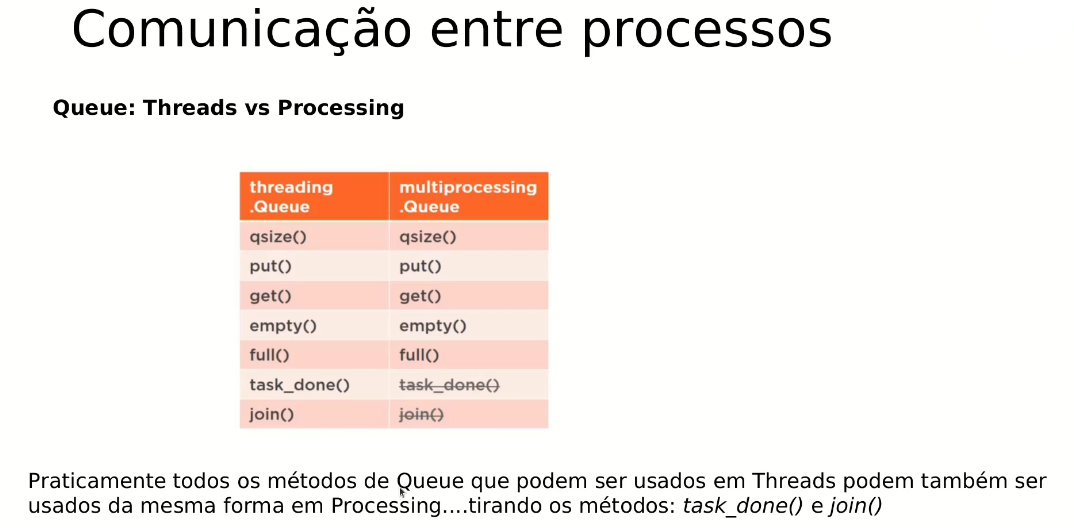 Comunicação entre processos
Queue: Threads vs Processing
threading .Queue multiprocessing .Queue
qsize() qsize()
put() put()
get() get()
empty() empty()
full() full()
task_done() task_done()
join() join()
Praticamente todos os métodos de Queue que podem ser usados em Threads podem também ser
usados da mesma forma em Processing....tirando os métodos: task_done() e join()